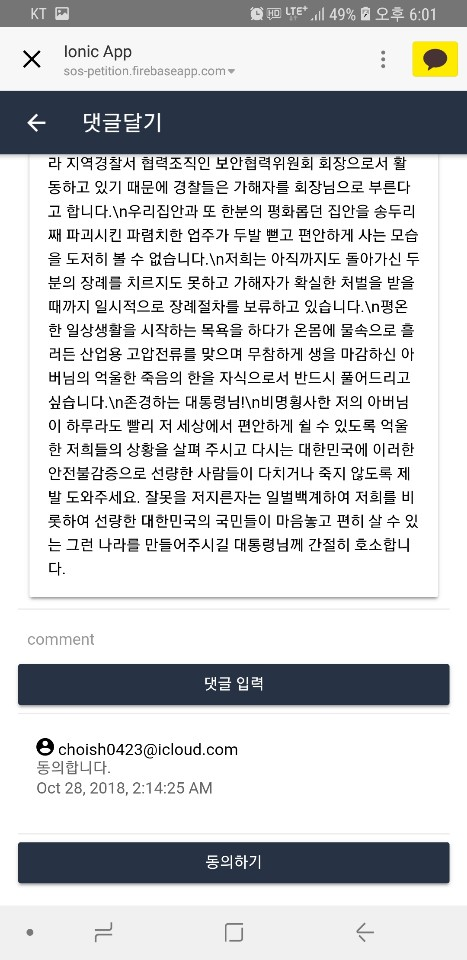 KT
HD LTE+ 49% 오후 6:01
Ionic App
sos-petition.firebaseapp.com
댓글달기
라 지역경찰서 협력조직인 보안협력위원회 회장으로서 활
동하고 있기 때문에 경찰들은 가해자를 회장님으로 부른다
고 합니다.\n우리집안과 또 한분의 평화롭던 집안을 송두리
째 파괴시킨 파렴치한 업주가 두발 뻗고 편안하게 사는 모습
을 도저히 볼 수 없습니다.\n저희는 아직까지도 돌아가신 두
분의 장례를 치르지도 못하고 가해자가 확실한 처벌을 받을
때까지 일시적으로 장례절차를 보류하고 있습니다.\n평온
한 일상생활을 시작하는 목욕을 하다가 온몸에 물속으로 흘
러든 산업용 고압전류를 맞으며 무참하게 생을 마감하신 아
버님의 억울한 죽음의 한을 자식으로서 반드시 풀어드리고
싶습니다.\n존경하는 대통령님!\n비명횡사한 저의 아버님
이 하루라도 빨리 저 세상에서 편안하게 쉴 수 있도록 억울
한 저희들의 상황을 살펴 주시고 다시는 대한민국에 이러한
안전불감증으로 선량한 사람들이 다치거나 죽지 않도록 제
발 도와주세요. 잘못을 저지른자는 일벌백계하여 저희를 비
롯하여 선량한 대한민국의 국민들이 마음놓고 편히 살 수 있
는 그런 나라를 만들어주시길 대통령님께 간절히 호소합니
다.
comment
댓글 입력
choish0423@icloud.com
동의합니다.
Oct 28, 2018, 2:14:25 AM
동의하기